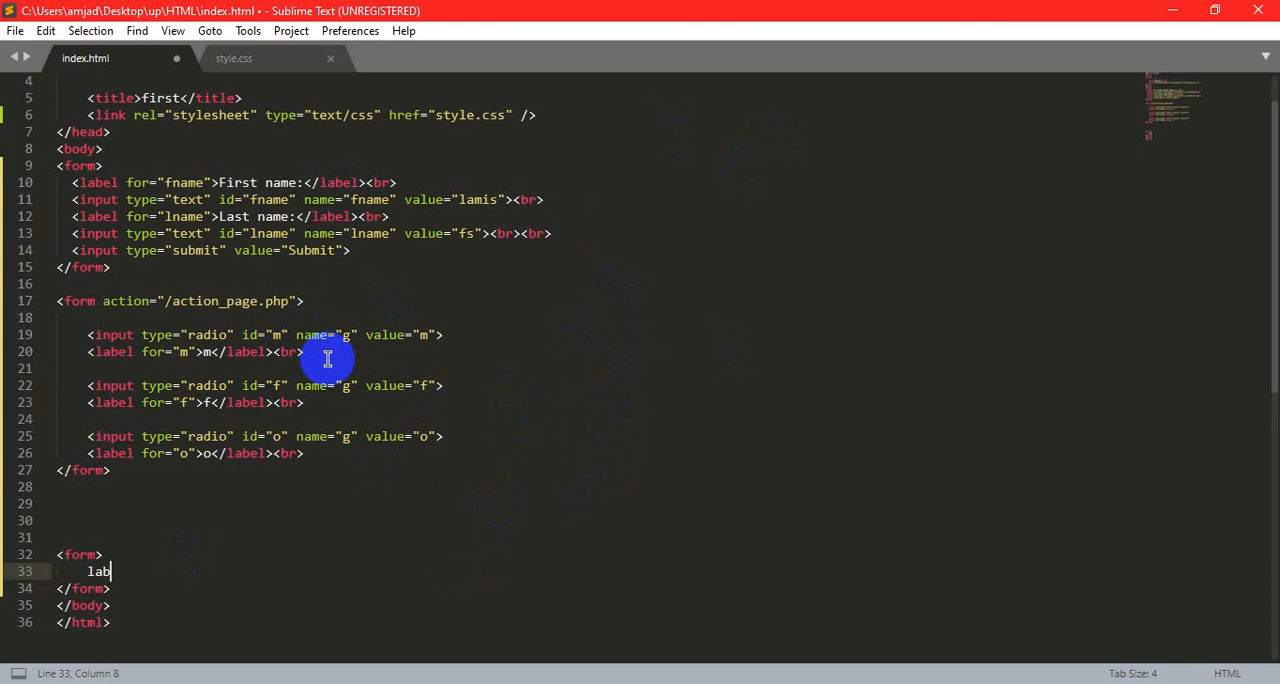 C:\Users\amjad\Desktop\up\HTML\index.html • - Sublime Text (UNREGISTERED)
File Edit Selection Find View Goto Tools Project Preferences Help
index.html style.css
4
5 <title>first</title>
6 <link rel="stylesheet" type="text/css" href="style.css" />
7 </head>
8 <body>
9 <form>
10 <label for="fname">First name:</label><br>
11 <input type="text" id="fname" name="fname" value="lamis"><br>
12 <label for="lname">Last name:</label><br>
13 <input type="text" id="lname" name="lname" value="fs"><br><br>
14 <input type="submit" value="Submit">
15 </form>
16
17 <form action="/action_page.php">
18
19 <input type="radio" id="m" name="g" value="m">
20 <label for="m">m</label><br>
21
22 <input type="radio" id="f" name="g" value="f">
23 <label for="f">f</label><br>
24
25 <input type="radio" id="o" name="g" value="o">
26 <label for="o">o</label><br>
27 </form>
28
29
30
31
32 <form>
33 lab
34 </form>
35 </body>
36 </html>
Line 33, Column 8 Tab Size: 4 HTML